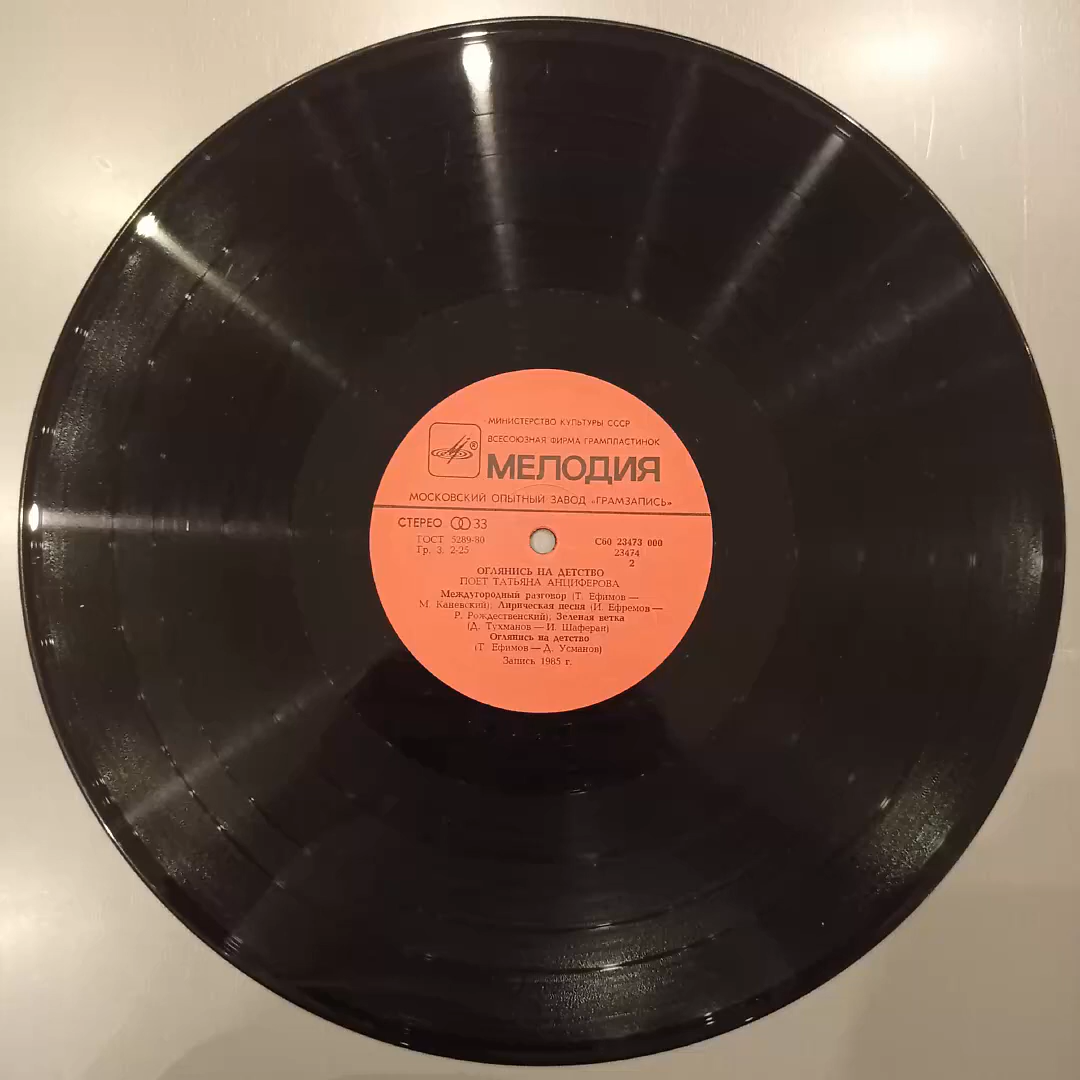 МИНИСТЕРСТВО КУЛЬТУРЫ СССР
ВСЕСОЮЗНАЯ ФИРМА ГРАМПЛАСТИНОК
®
МЕЛОДИЯ
МОСКОВСКИЙ ОПЫТНЫЙ ЗАВОД «ГРАМЗАПИСЬ»
СТЕРЕО 33
ГОСТ 5289-80
Гр. 3. 2-25
С60 23473 000
23474
2
ОГЛЯНИСЬ НА ДЕТСТВО
ПОЕТ ТАТЬЯНА АНЦИФЕРОВА
Междугородный разговор (Т. Ефимов —
М. Каневский). Лирическая песня (И. Ефремов —
Р. Рождественский). Зеленая ветка
(Д. Тухманов — И. Шаферан)
Оглянись на детство
(Т. Ефимов — Д. Усманов)
Запись 1985 г.